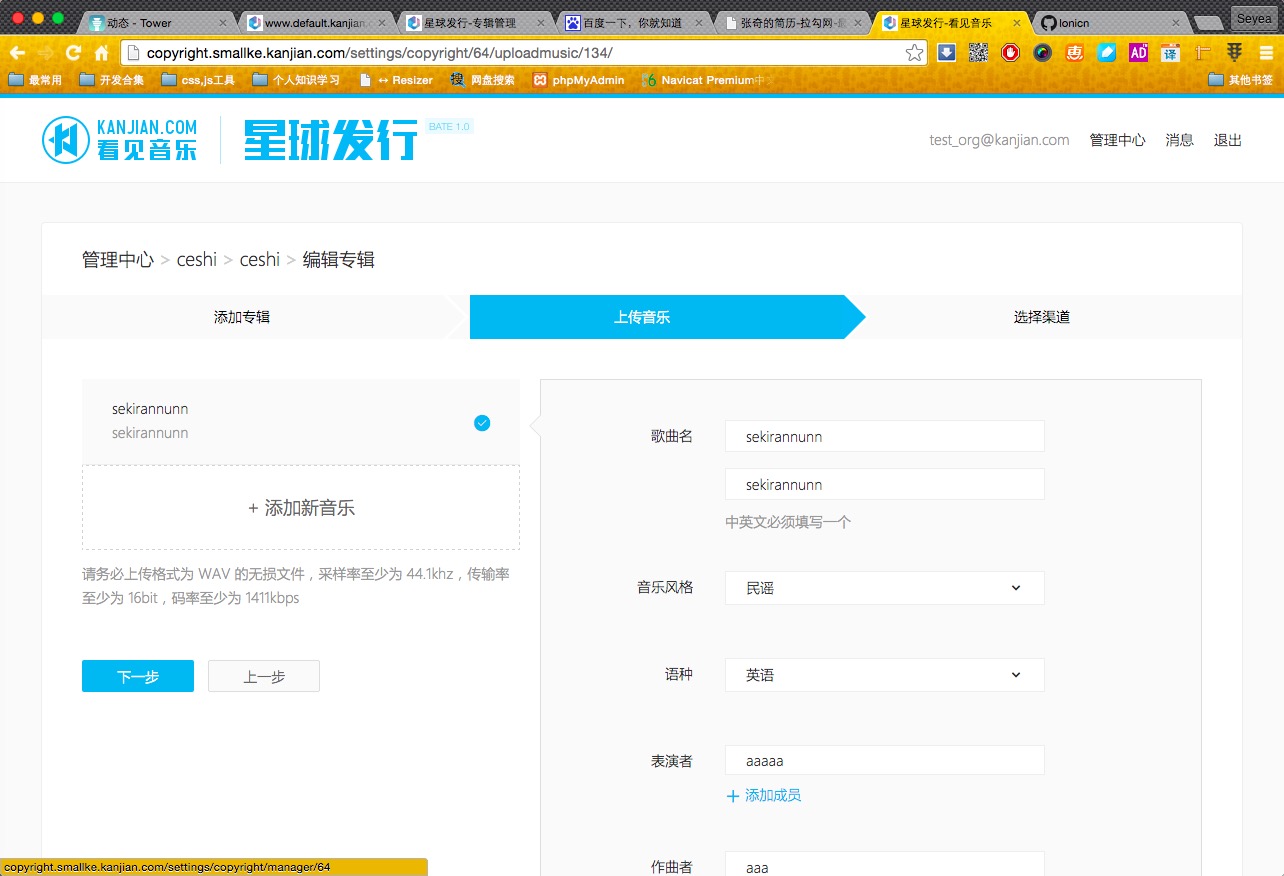 动态 - Tower
www.default.kanjian.
星球发行-专辑管理
百度一下，你就知道
张奇的简历-拉勾网-
星球发行-看见音乐
Ionicn
Seyea
copyright.smallke.kanjian.com/settings/copyright/64/uploadmusic/134/
最常用
开发合集
css,js工具
个人知识学习
↔ Resizer
网盘搜索
phpMyAdmin
Navicat Premium中文
其他书签
KANJIAN.COM
看见音乐
星球发行
BATE 1.0
test_org@kanjian.com
管理中心
消息
退出
管理中心 > ceshi > ceshi > 编辑专辑
添加专辑
上传音乐
选择渠道
sekirannunn
sekirannunn
+ 添加新音乐
请务必上传格式为 WAV 的无损文件，采样率至少为 44.1khz，传输率
至少为 16bit，码率至少为 1411kbps
下一步
上一步
歌曲名
sekirannunn
sekirannunn
中英文必须填写一个
音乐风格
民谣
语种
英语
表演者
aaaaa
+ 添加成员
作曲者
aaa
copyright.smallke.kanjian.com/settings/copyright/manager/64